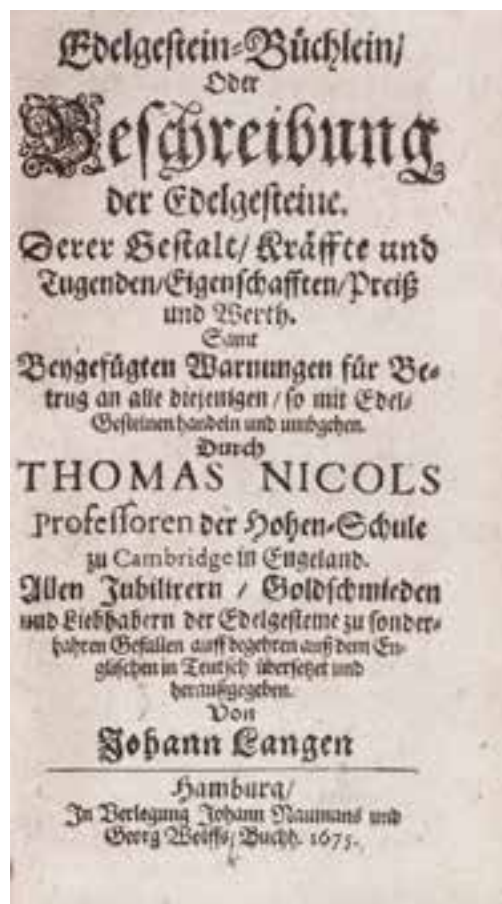 Edelgestein-Büchlein/
Oder
Beschreibung
der Edelgesteine.
Derer Gestalt/ Kräffte und
Tugenden/Eigenschafften/Preiß
und Werth.
Samt
Beygefügten Warnungen für Be-
trug an alle diejenigen / so mit Edel-
Gesteinen handeln und umbgehen.
Durch
THOMAS NICOLS
Professoren der Hohen-Schule
zu Cambridge in Engeland.
Allen Jubilirern / Goldschmieden
und Liebhabern der Edelgesteine zu sonder-
bahren Gefallen auff begehren auß dem En-
glischen in Teutsch übersetzet und
heraußgegeben.
Von
Johann Langen
Hamburg/
In Verlegung Johann Naumans und
Georg Wolffs/ Buchh. 1675.